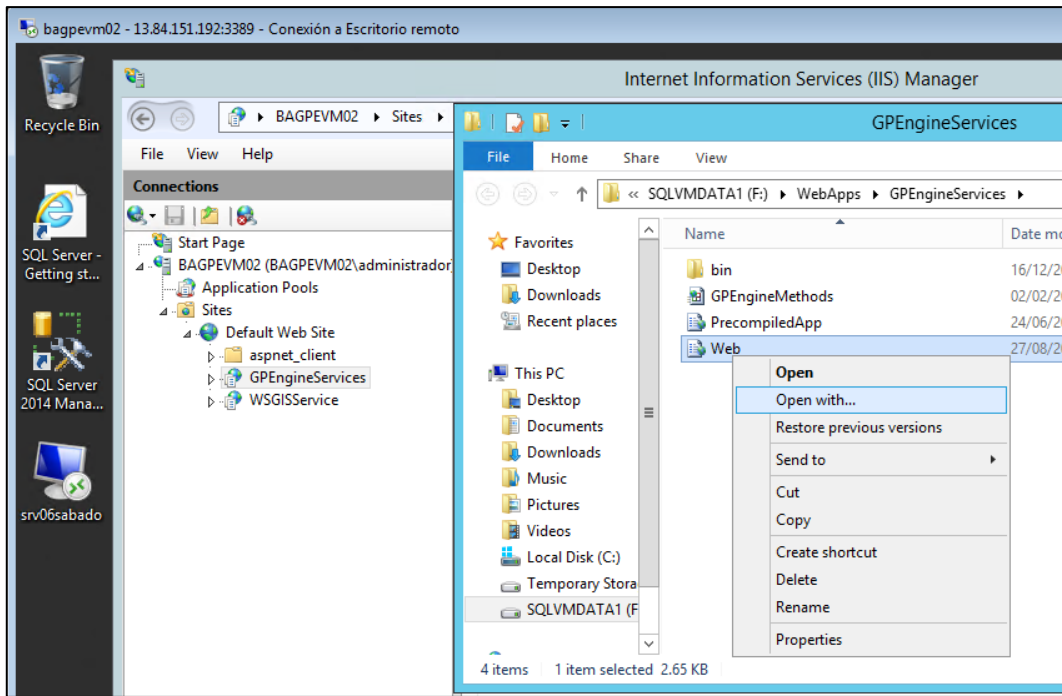 bagpevm02 - 13.84.151.192:3389 - Conexión a Escritorio remoto
Recycle Bin
SQL Server -
Getting st...
SQL Server
2014 Mana...
srv06sabado
Internet Information Services (IIS) Manager
BAGPEVM02 Sites
File View Help
Connections
Start Page
BAGPEVM02 (BAGPEVM02\administrador)
Application Pools
Sites
Default Web Site
aspnet_client
GPEngineServices
WSGISService
GPEngineServices
File Home Share View
« SQLVMDATA1 (F:) WebApps GPEngineServices
Favorites
Desktop
Downloads
Recent places
This PC
Desktop
Documents
Downloads
Music
Pictures
Videos
Local Disk (C:)
Temporary Stora
SQLVMDATA1 (F
Name Date mo
bin 16/12/2
GPEngineMethods 02/02/2
PrecompiledApp 24/06/2
Web 27/08/2
Open
Open with...
Restore previous versions
Send to
Cut
Copy
Create shortcut
Delete
Rename
Properties
4 items 1 item selected 2.65 KB